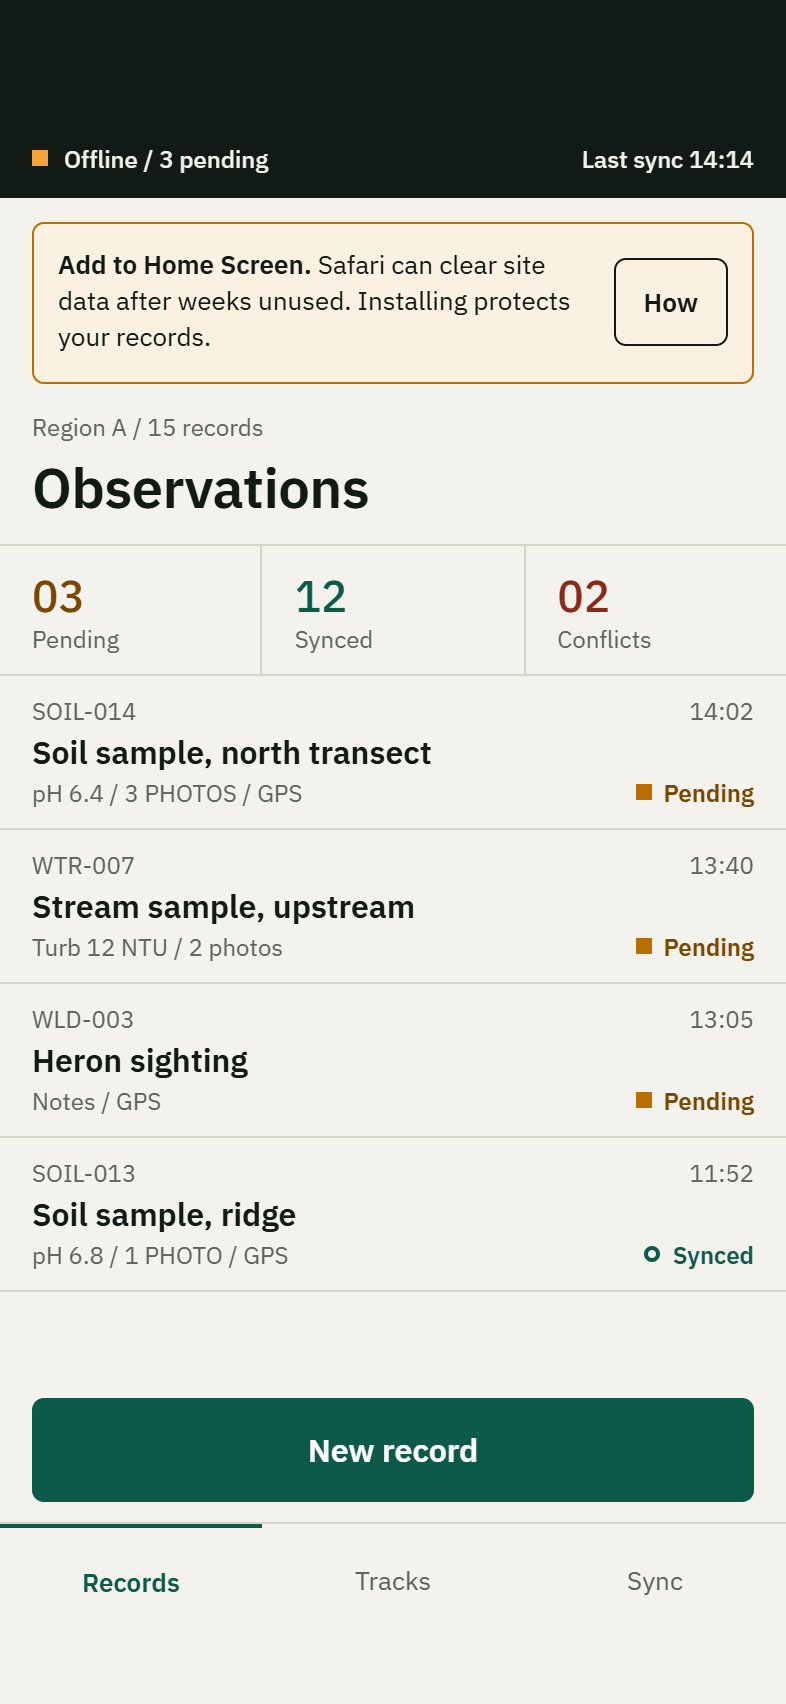 Offline / 3 pending
Last sync 14:14
Add to Home Screen. Safari can clear site
data after weeks unused. Installing protects
your records.
How
Region A / 15 records
Observations
03
Pending
12
Synced
02
Conflicts
SOIL-014
14:02
Soil sample, north transect
pH 6.4 / 3 PHOTOS / GPS
Pending
WTR-007
13:40
Stream sample, upstream
Turb 12 NTU / 2 photos
Pending
WLD-003
13:05
Heron sighting
Notes / GPS
Pending
SOIL-013
11:52
Soil sample, ridge
pH 6.8 / 1 PHOTO / GPS
Synced
New record
Records
Tracks
Sync